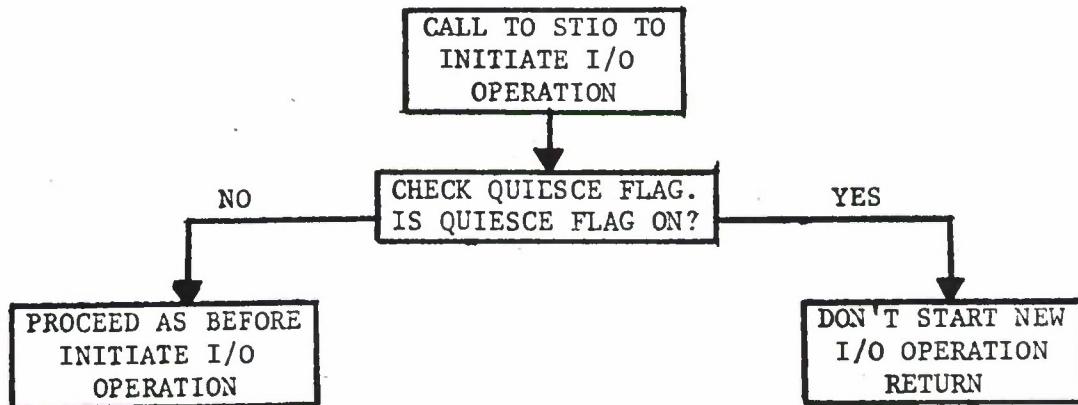 CALL TO STIO TO
INITIATE I/O
OPERATION
CHECK QUIESCE FLAG.
IS QUIESCE FLAG ON?
NO
YES
PROCEED AS BEFORE
INITIATE I/O
OPERATION
DON'T START NEW
I/O OPERATION
RETURN